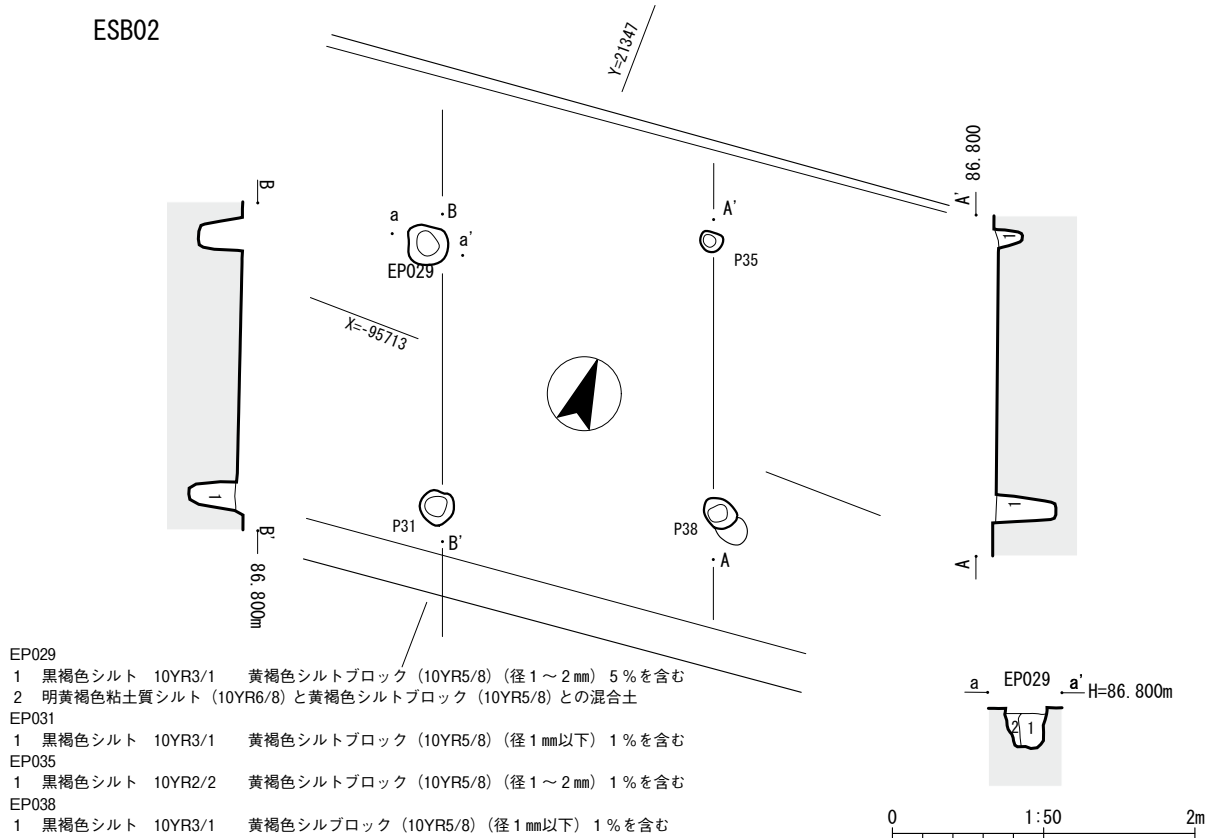 ESB02
Y=21347
86.800
A'
B
a
B
a'
EP029
A'
P35
1
X=-95713
1
B'
86.800m
P31
B'
P38
A
1
A
EP029
1 黒褐色シルト 10YR3/1 黄褐色シルトブロック (10YR5/8) (径1～2㎜) 5%を含む
2 明黄褐色粘土質シルト (10YR6/8) と黄褐色シルトブロック (10YR5/8) との混合土
EP031
1 黒褐色シルト 10YR3/1 黄褐色シルトブロック (10YR5/8) (径1㎜以下) 1%を含む
EP035
1 黒褐色シルト 10YR2/2 黄褐色シルトブロック (10YR5/8) (径1～2㎜) 1%を含む
EP038
1 黒褐色シルト 10YR3/1 黄褐色シルブロック (10YR5/8) (径1㎜以下) 1%を含む
a EP029 a' H=86.800m
2 1
0 1:50 2m